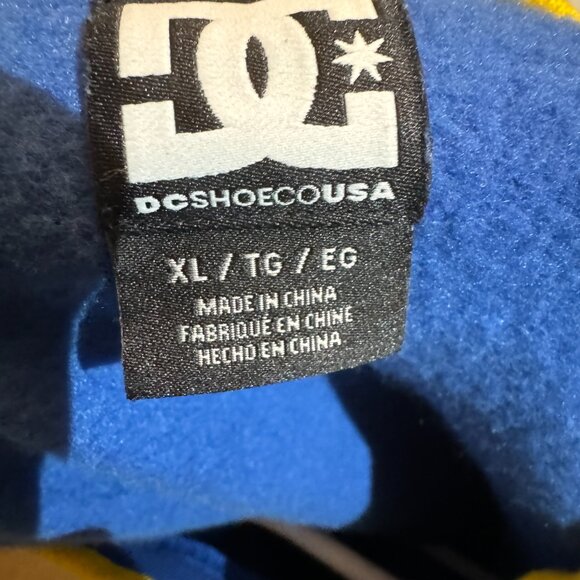 DC
DCSHOECOUSA
XL / TG / EG
MADE IN CHINA
FABRIQUÉ EN CHINE
HECHO EN CHINA